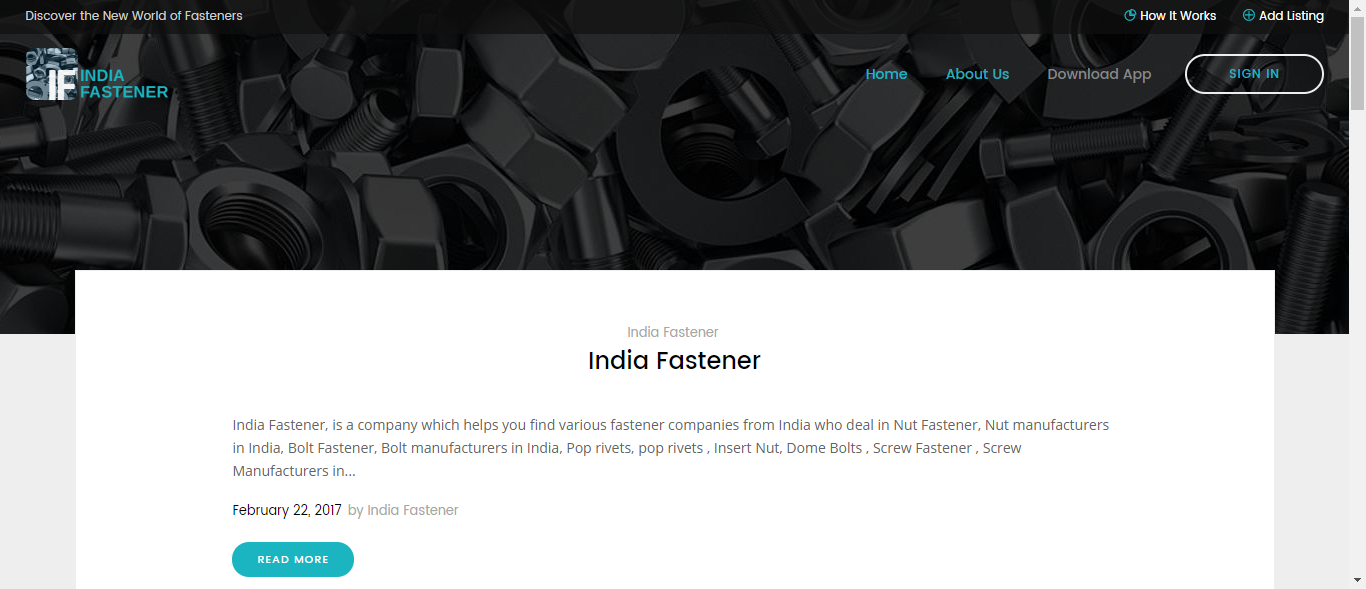 Discover the New World of Fasteners
How It Works
Add Listing
IF INDIA
FASTENER
Home
About Us
Download App
SIGN IN
India Fastener
India Fastener
India Fastener, is a company which helps you find various fastener companies from India who deal in Nut Fastener, Nut manufacturers
in India, Bolt Fastener, Bolt manufacturers in India, Pop rivets, pop rivets , Insert Nut, Dome Bolts , Screw Fastener , Screw
Manufacturers in...
February 22, 2017 by India Fastener
READ MORE